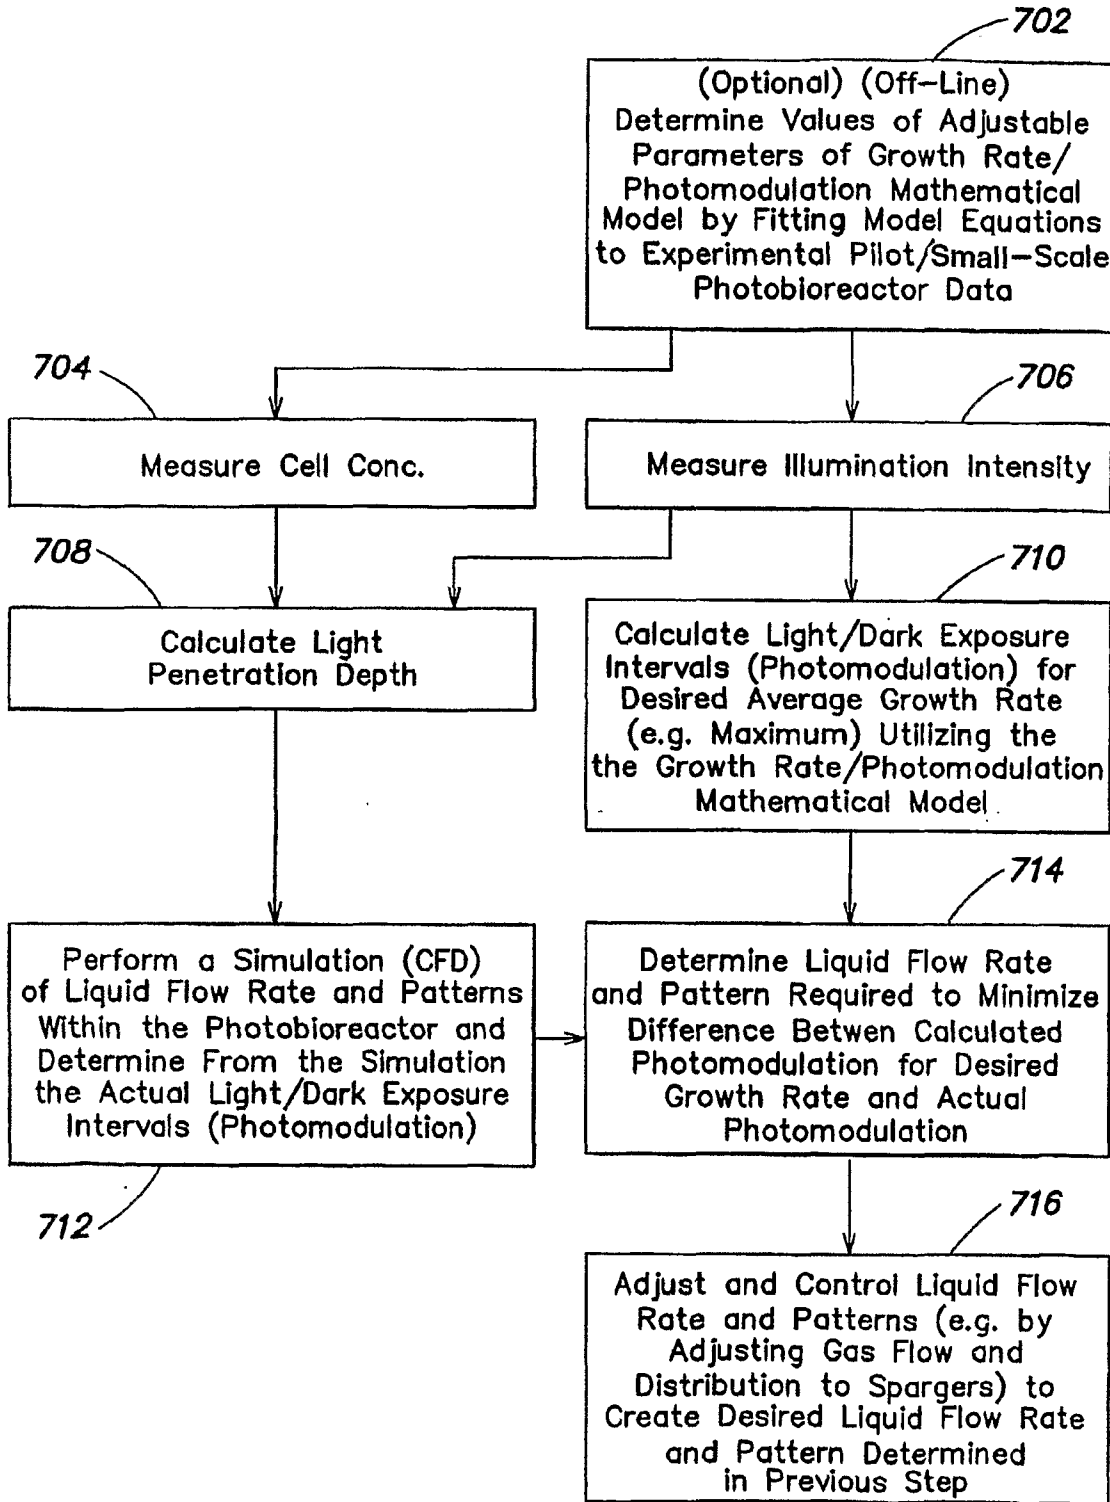 702
(Optional) (Off-Line)
Determine Values of Adjustable
Parameters of Growth Rate/
Photomodulation Mathematical
Model by Fitting Model Equations
to Experimental Pilot/Small-Scale
Photobioreactor Data
704
Measure Cell Conc.
706
Measure Illumination Intensity
708
Calculate Light
Penetration Depth
710
Calculate Light/Dark Exposure
Intervals (Photomodulation) for
Desired Average Growth Rate
(e.g. Maximum) Utilizing the
the Growth Rate/Photomodulation
Mathematical Model
Perform a Simulation (CFD)
of Liquid Flow Rate and Patterns
Within the Photobioreactor and
Determine From the Simulation
the Actual Light/Dark Exposure
Intervals (Photomodulation)
712
714
Determine Liquid Flow Rate
and Pattern Required to Minimize
Difference Betwen Calculated
Photomodulation for Desired
Growth Rate and Actual
Photomodulation
716
Adjust and Control Liquid Flow
Rate and Patterns (e.g. by
Adjusting Gas Flow and
Distribution to Spargers) to
Create Desired Liquid Flow Rate
and Pattern Determined
in Previous Step